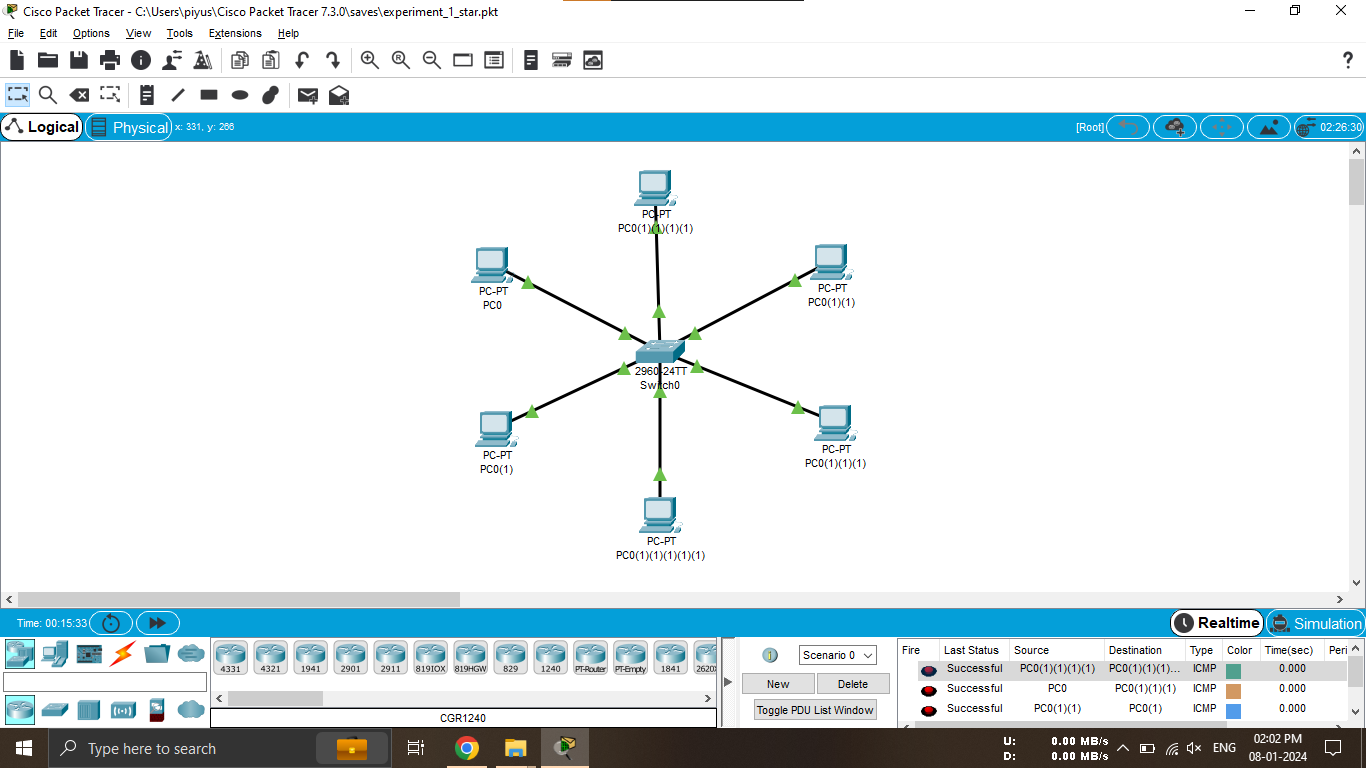 Cisco Packet Tracer - C:\Users\piyus\Cisco Packet Tracer 7.3.0\saves\experiment_1_star.pkt
File Edit Options View Tools Extensions Help
Logical Physical x: 331, y: 266 [Root] 02:26:30
PC-PT
PC0(1)(1)(1)(1)
PC-PT
PC0
PC-PT
PC0(1)(1)
2960-24TT
Switch0
PC-PT
PC0(1)
PC-PT
PC0(1)(1)(1)
PC-PT
PC0(1)(1)(1)(1)(1)
Time: 00:15:33 Realtime Simulation
4331 4321 1941 2901 2911 819IOX 819HGW 829 1240 PT-Router PT-Empty 1841 2620X
CGR1240
Scenario 0
New Delete
Toggle PDU List Window
Fire Last Status Source Destination Type Color Time(sec) Peri
Successful PC0(1)(1)(1)(1) PC0(1)(1)(1)... ICMP 0.000
Successful PC0 PC0(1)(1)(1) ICMP 0.000
Successful PC0(1)(1) PC0(1) ICMP 0.000
Type here to search
U: 0.00 MB/s
D: 0.00 MB/s
ENG
02:02 PM
08-01-2024